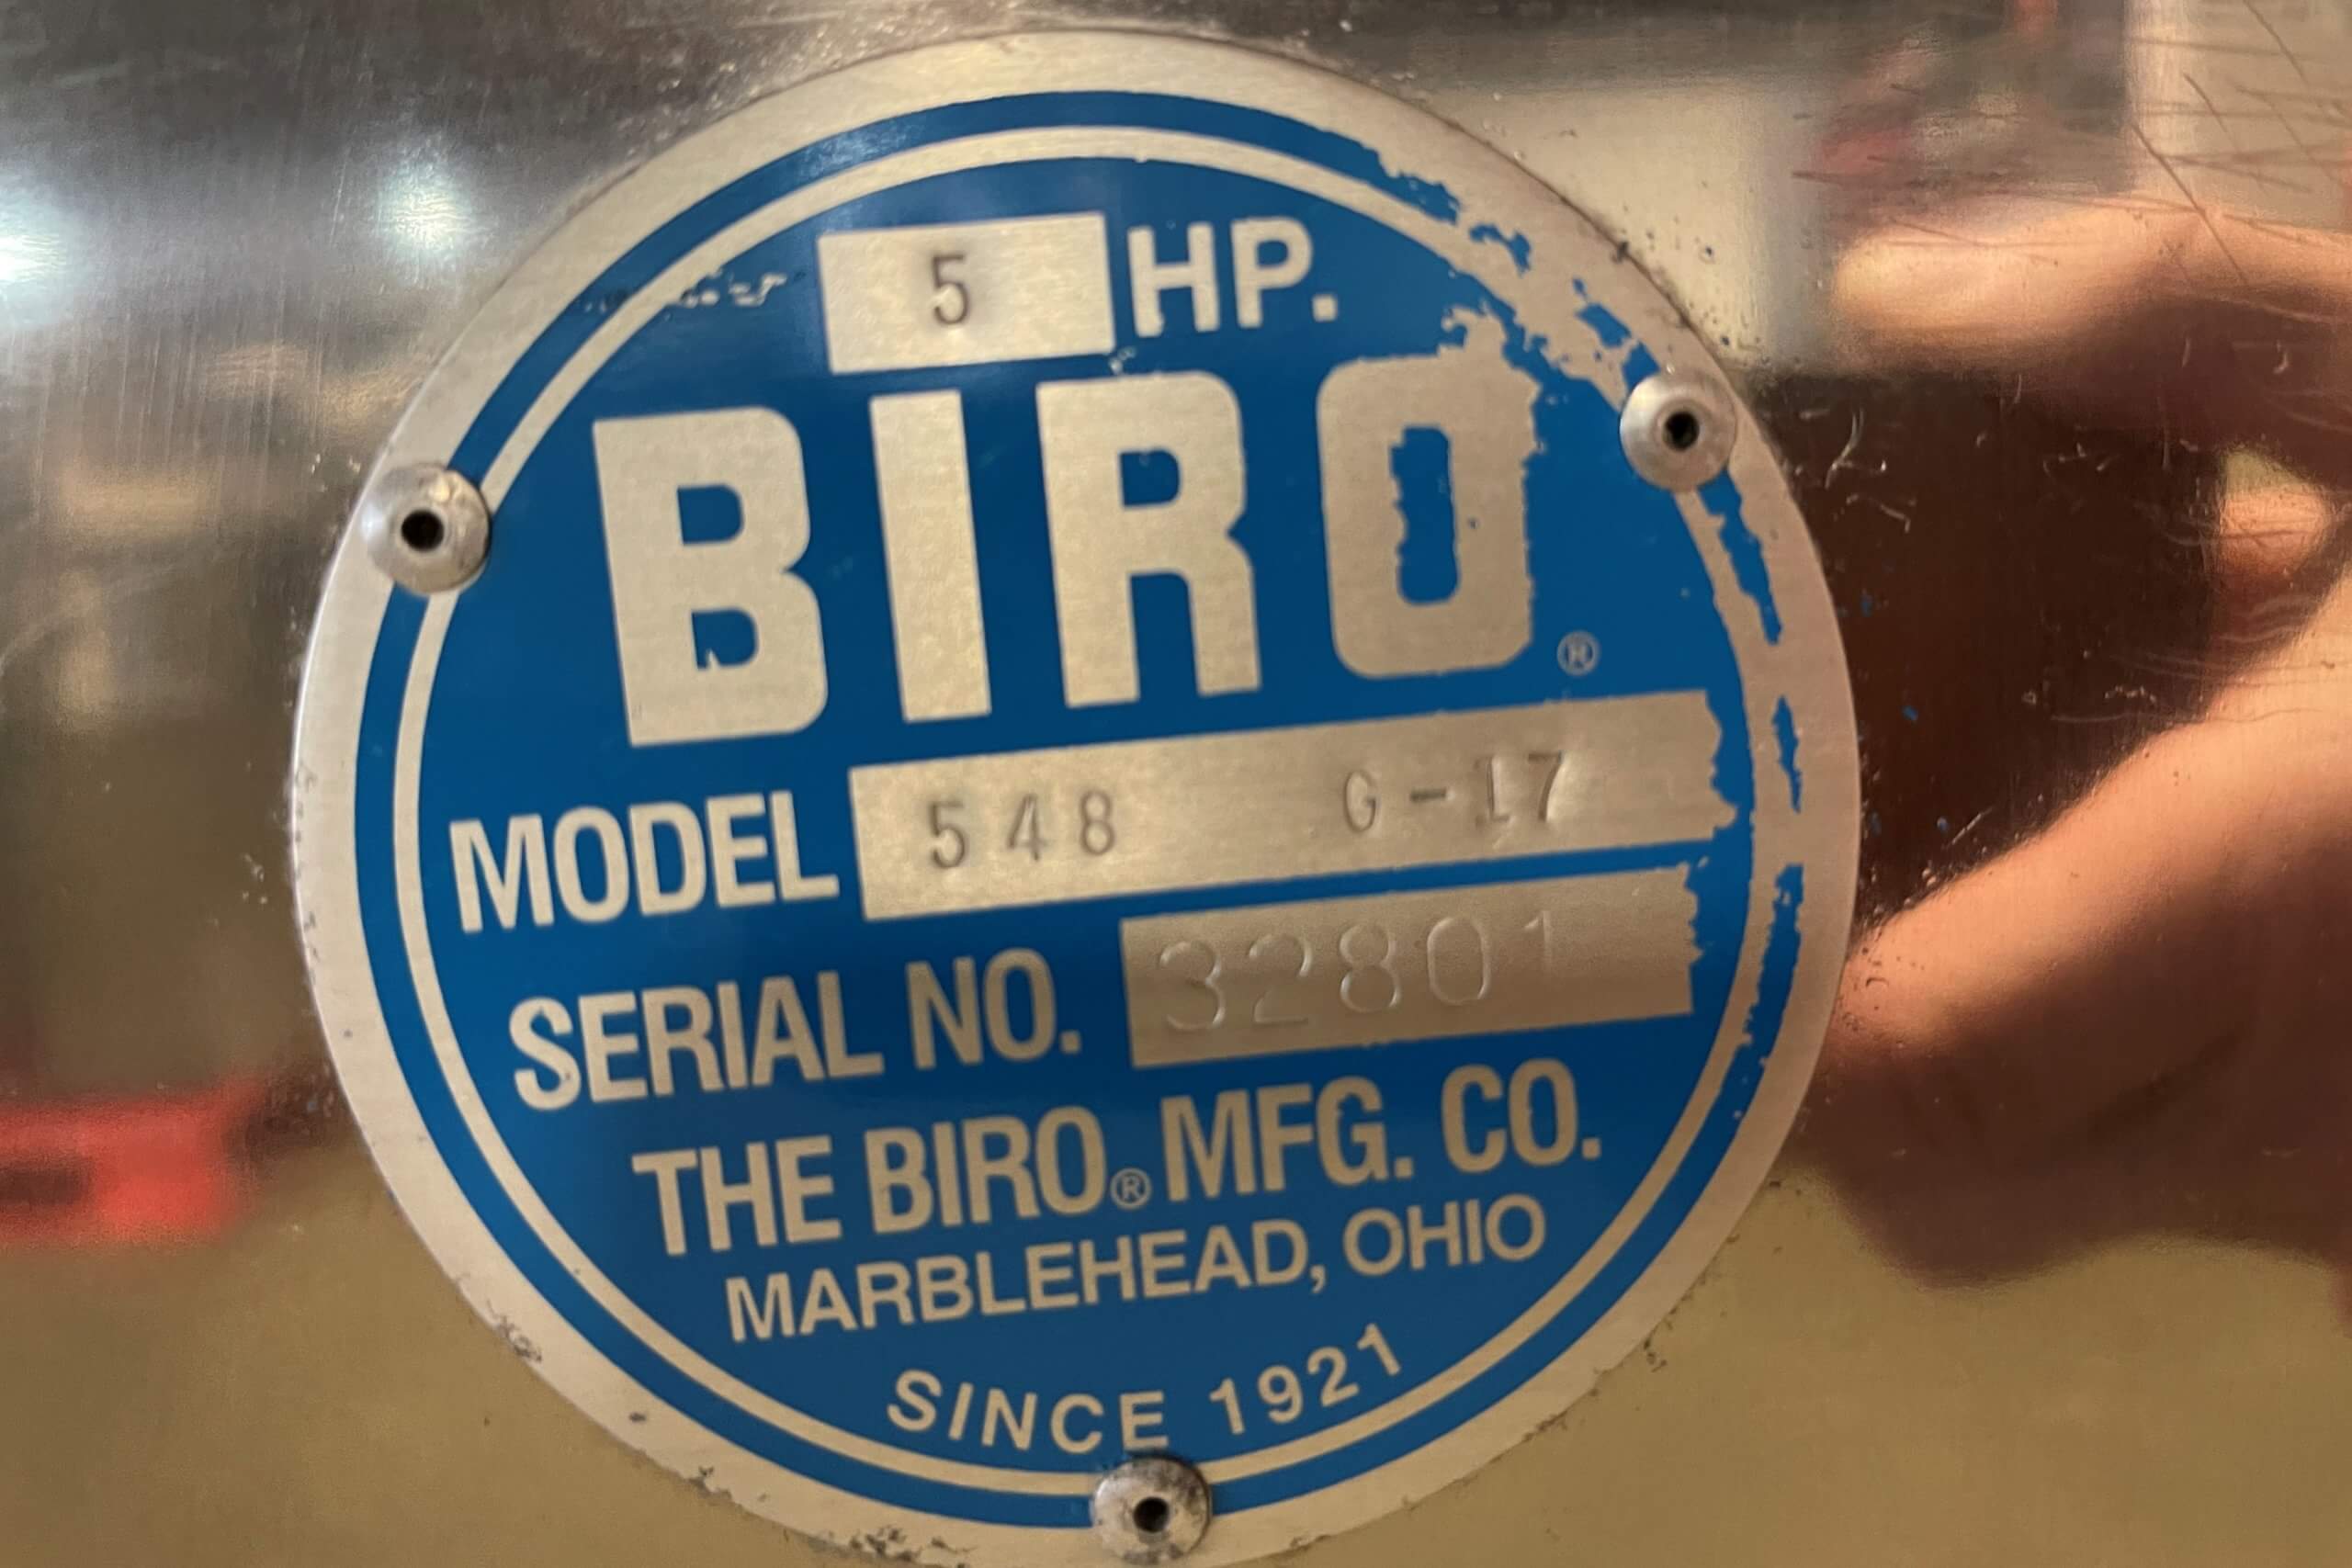 5 HP.
BIRO®
MODEL 548 G-17
SERIAL NO. 32801
THE BIRO® MFG. CO.
MARBLEHEAD, OHIO
SINCE 1921